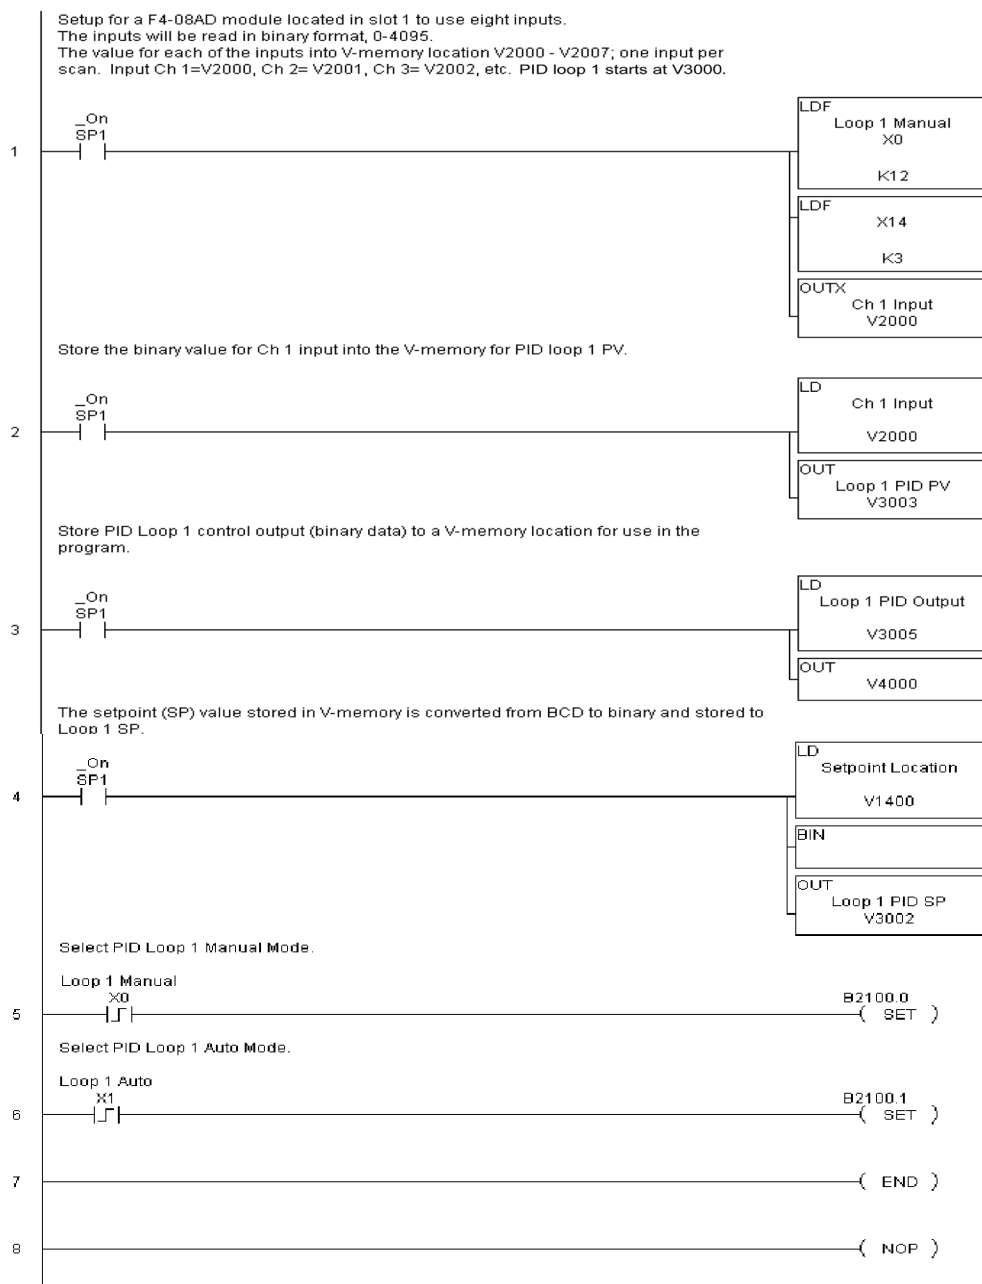 Setup for a F4-08AD module located in slot 1 to use eight inputs.
The inputs will be read in binary format, 0-4095.
The value for each of the inputs into V-memory location V2000 - V2007; one input per
scan. Input Ch 1=V2000, Ch 2= V2001, Ch 3= V2002, etc. PID loop 1 starts at V3000.
_On
SP1
1
LDF
Loop 1 Manual
X0
K12
LDF
X14
K3
OUTX
Ch 1 Input
V2000
Store the binary value for Ch 1 input into the V-memory for PID loop 1 PV.
_On
SP1
2
LD
Ch 1 Input
V2000
OUT
Loop 1 PID PV
V3003
Store PID Loop 1 control output (binary data) to a V-memory location for use in the
program.
_On
SP1
3
LD
Loop 1 PID Output
V3005
OUT
V4000
The setpoint (SP) value stored in V-memory is converted from BCD to binary and stored to
Loop 1 SP.
_On
SP1
4
LD
Setpoint Location
V1400
BIN
OUT
Loop 1 PID SP
V3002
Select PID Loop 1 Manual Mode.
Loop 1 Manual
X0
B2100.0
5
( SET )
Select PID Loop 1 Auto Mode.
Loop 1 Auto
X1
B2100.1
6
( SET )
7
( END )
8
( NOP )